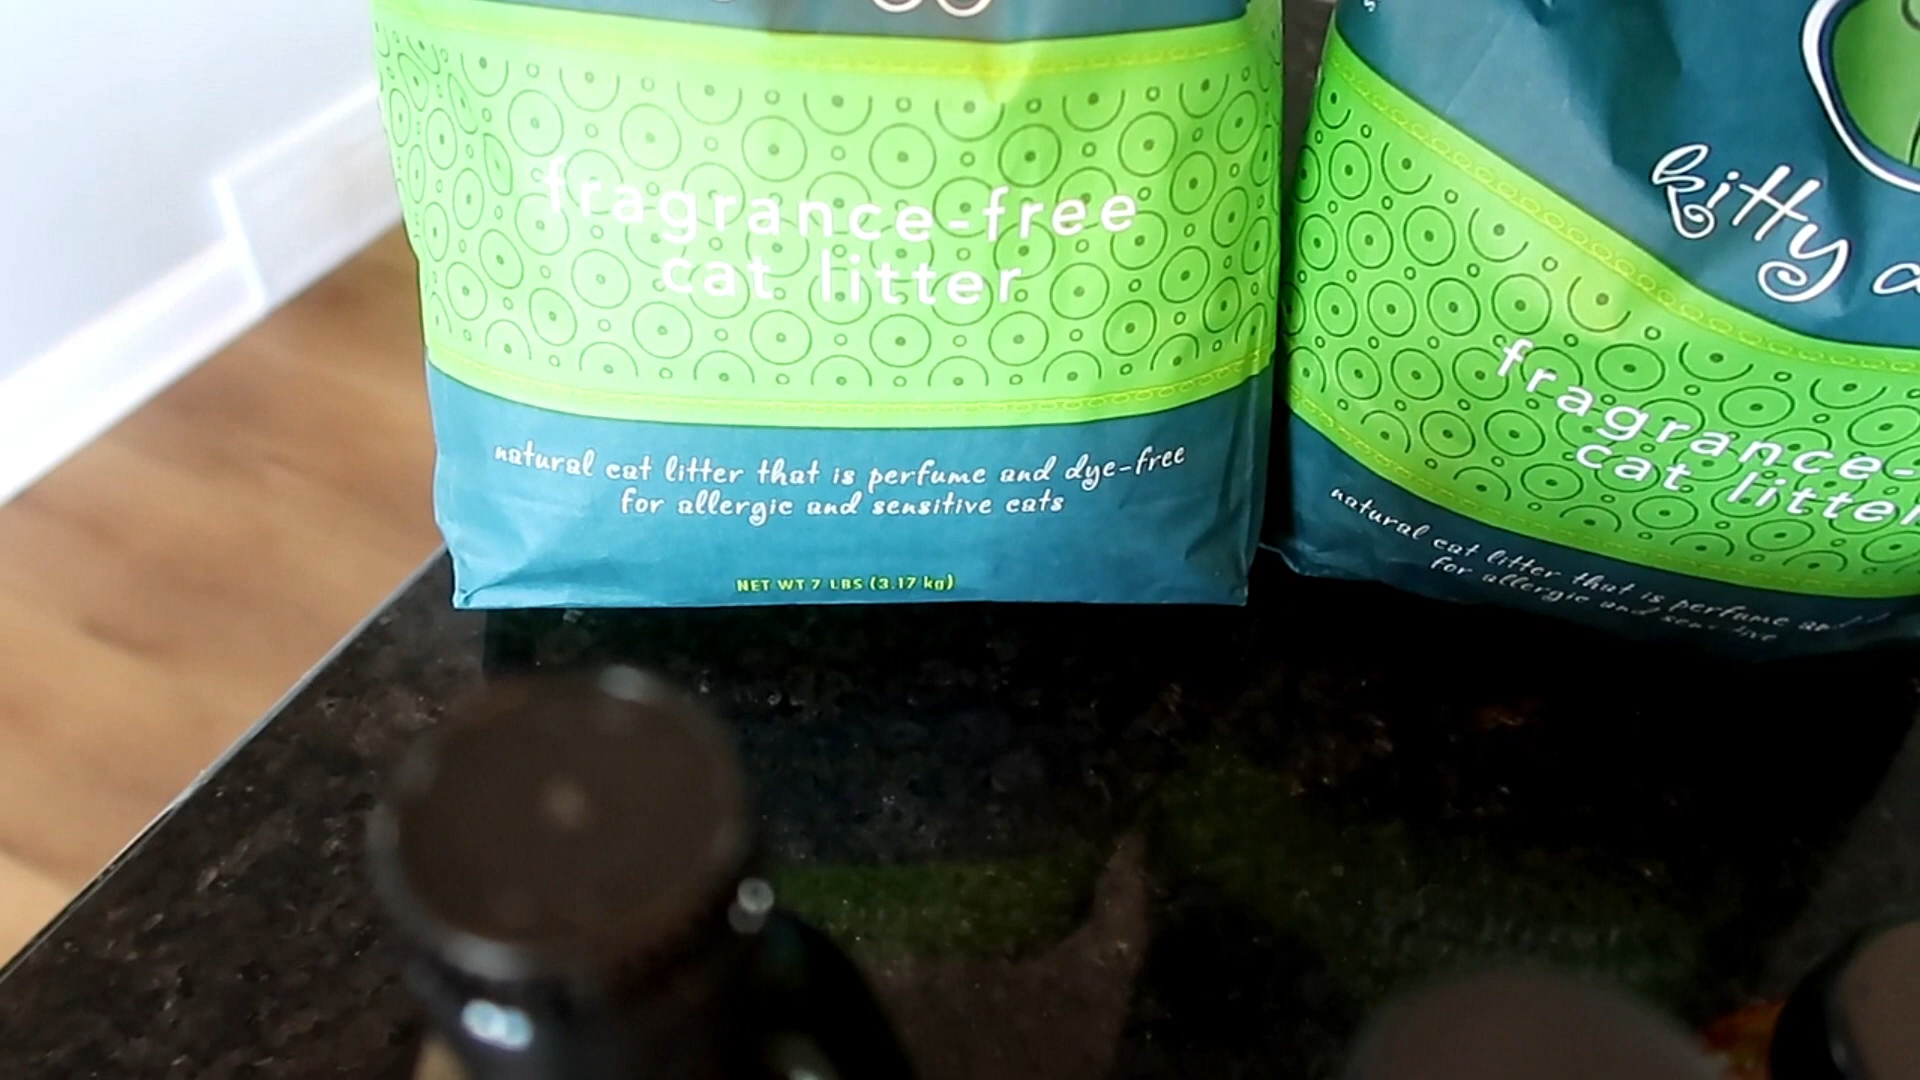 fragrance-free
cat litter
natural cat litter that is perfume and dye-free
for allergic and sensitive cats
NET WT 7 LBS (3.17 kg)
kitty
fragrance-
cat litter
natural cat litter that is perfume and
for allergic and sensitive